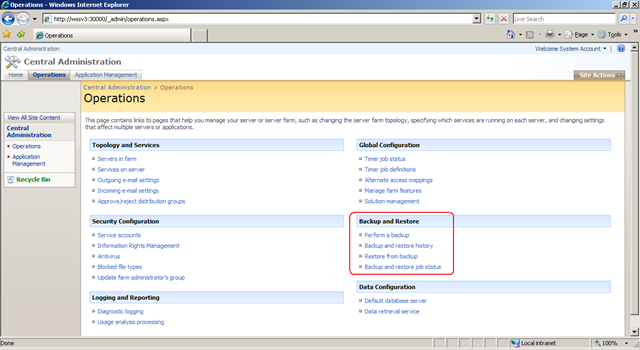 Operations - Windows Internet Explorer
http://wssv3:30000/_admin/operations.aspx
Live Search
Operations
Page
Tools
Central Administration
Welcome System Account
Central Administration
Home
Operations
Application Management
Site Actions
Central Administration > Operations
Operations
View All Site Content
Central Administration
Operations
Application Management
Recycle Bin
This page contains links to pages that help you manage your server or server farm, such as changing the server farm topology, specifying which services are running on each server, and changing settings
that affect multiple servers or applications.
Topology and Services
Servers in farm
Services on server
Outgoing e-mail settings
Incoming e-mail settings
Approve/reject distribution groups
Security Configuration
Service accounts
Information Rights Management
Antivirus
Blocked file types
Update farm administrator's group
Logging and Reporting
Diagnostic logging
Usage analysis processing
Global Configuration
Timer job status
Timer job definitions
Alternate access mappings
Manage farm features
Solution management
Backup and Restore
Perform a backup
Backup and restore history
Restore from backup
Backup and restore job status
Data Configuration
Default database server
Data retrieval service
Done
Local intranet
100%